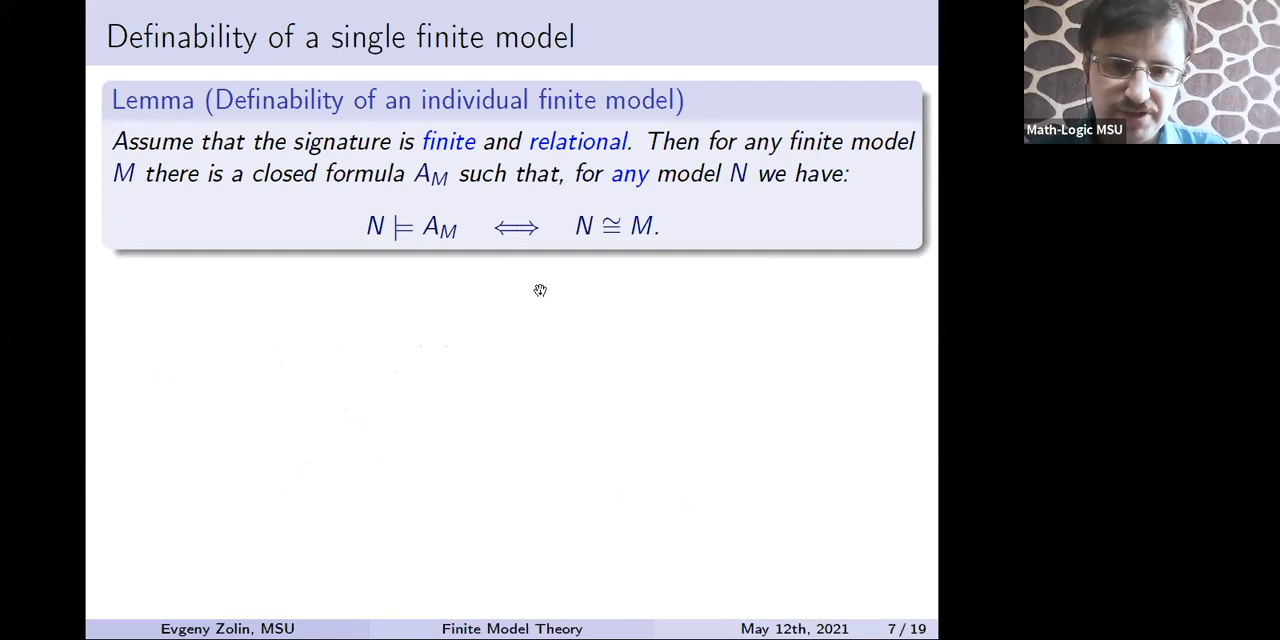 Definability of a single finite model
Lemma (Definability of an individual finite model)
Assume that the signature is finite and relational. Then for any finite model
M there is a closed formula A_M such that, for any model N we have:
N ⊨ A_M ⟺ N ≅ M.
Math-Logic MSU
Evgeny Zolin, MSU Finite Model Theory May 12th, 2021 7 / 19